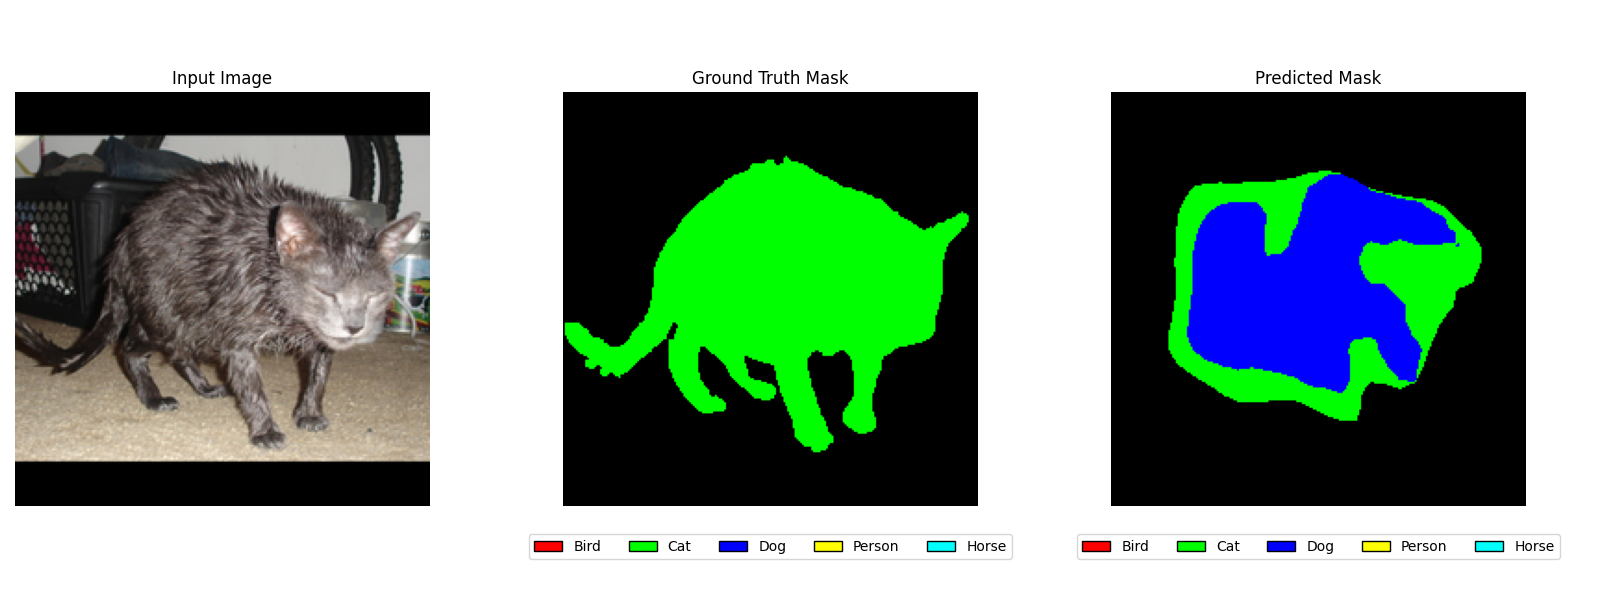 Input Image
Ground Truth Mask
Predicted Mask
Bird Cat Dog Person Horse
Bird Cat Dog Person Horse